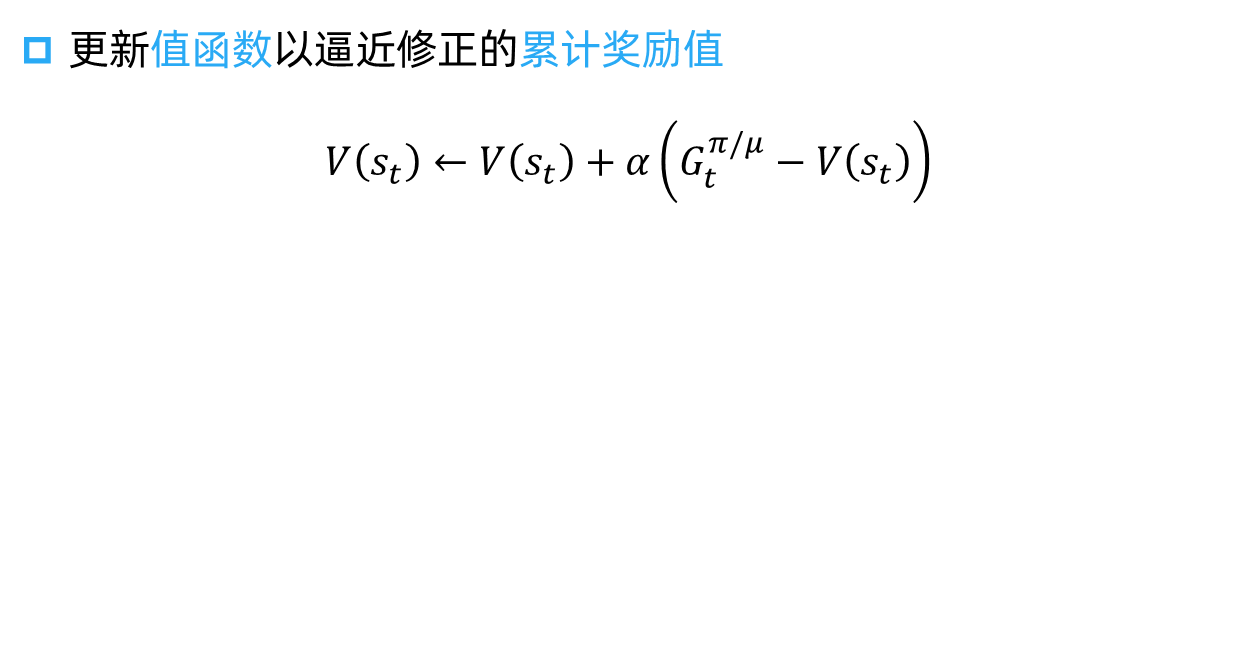 更新值函数以逼近修正的累计奖励值
V(s_t) ← V(s_t) + α(G_t^{π/μ} − V(s_t))